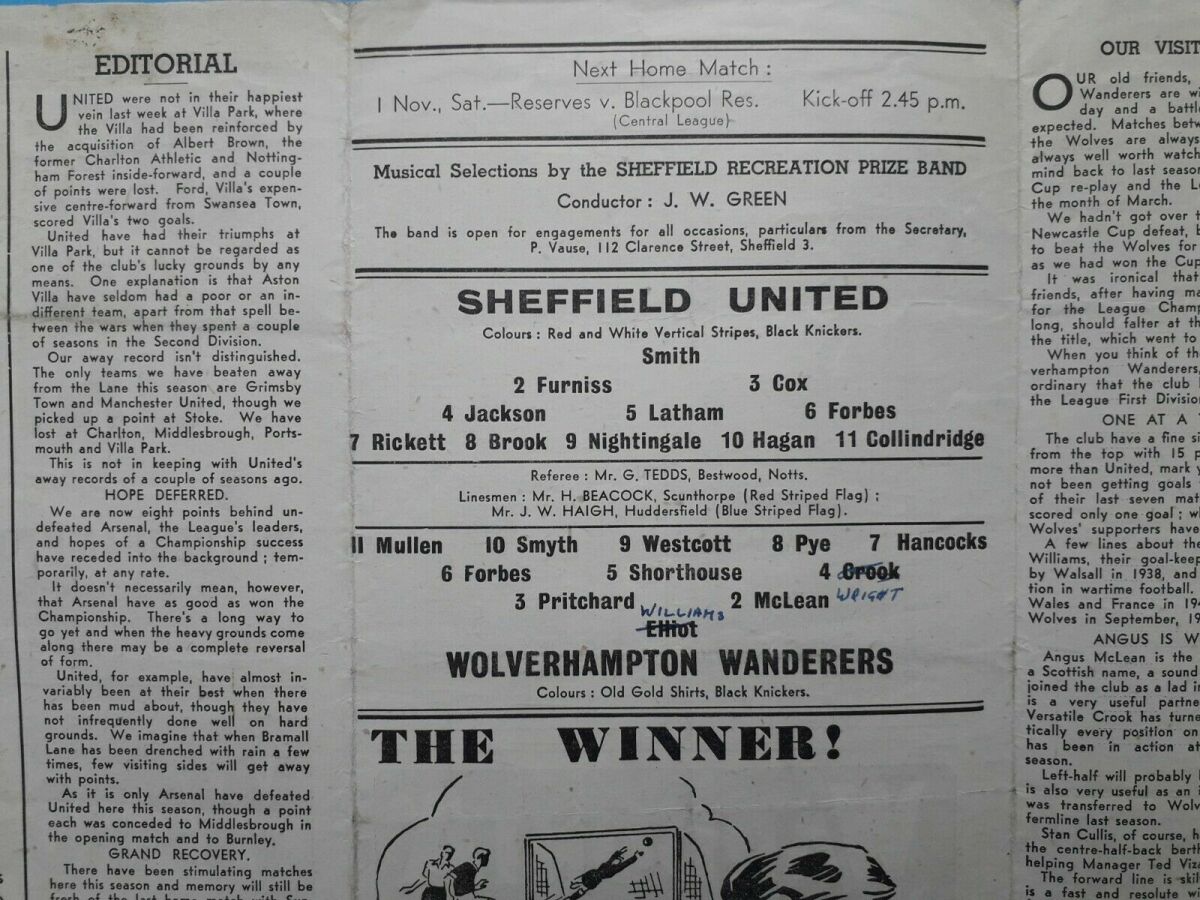 EDITORIAL
UNITED were not in their happiest
vein last week at Villa Park, where
the Villa had been reinforced by
the acquisition of Albert Brown, the
former Charlton Athletic and Notting-
ham Forest inside-forward, and a couple
of points were lost. Ford, Villa's expen-
sive centre-forward from Swansea Town,
scored Villa's two goals.
United have had their triumphs at
Villa Park, but it cannot be regarded as
one of the club's lucky grounds by any
means. One explanation is that Aston
Villa have seldom had a poor or an in-
different team, apart from that spell be-
tween the wars when they spent a couple
of seasons in the Second Division.
Our away record isn't distinguished.
The only teams we have beaten away
from the Lane this season are Grimsby
Town and Manchester United, though we
picked up a point at Stoke. We have
lost at Charlton, Middlesbrough, Ports-
mouth and Villa Park.
This is not in keeping with United's
away records of a couple of seasons ago.
HOPE DEFERRED.
We are now eight points behind un-
defeated Arsenal, the League's leaders,
and hopes of a Championship success
have receded into the background ; tem-
porarily, at any rate.
It doesn't necessarily mean, however,
that Arsenal have as good as won the
Championship. There's a long way to
go yet and when the heavy grounds come
along there may be a complete reversal
of form.
United, for example, have almost in-
variably been at their best when there
has been mud about, though they have
not infrequently done well on hard
grounds. We imagine that when Bramall
Lane has been drenched with rain a few
times, few visiting sides will get away
with points.
As it is only Arsenal have defeated
United here this season, though a point
each was conceded to Middlesbrough in
the opening match and to Burnley.
GRAND RECOVERY.
There have been stimulating matches
here this season and memory will still be
fresh of the last home match with Sun-
Next Home Match :
1 Nov., Sat.—Reserves v. Blackpool Res. Kick-off 2.45 p.m.
(Central League)
Musical Selections by the SHEFFIELD RECREATION PRIZE BAND
Conductor : J. W. GREEN
The band is open for engagements for all occasions, particulars from the Secretary,
P. Vause, 112 Clarence Street, Sheffield 3.
SHEFFIELD UNITED
Colours : Red and White Vertical Stripes, Black Knickers.
Smith
2 Furniss 3 Cox
4 Jackson 5 Latham 6 Forbes
7 Rickett 8 Brook 9 Nightingale 10 Hagan 11 Collindridge
Referee : Mr. G. TEDDS, Bestwood, Notts.
Linesmen : Mr. H. BEACOCK, Scunthorpe (Red Striped Flag) ;
Mr. J. W. HAIGH, Huddersfield (Blue Striped Flag).
11 Mullen 10 Smyth 9 Westcott 8 Pye 7 Hancocks
6 Forbes 5 Shorthouse 4 Crook
3 Pritchard 2 McLean WRIGHT
WILLIAMS
Elliot
WOLVERHAMPTON WANDERERS
Colours : Old Gold Shirts, Black Knickers.
THE WINNER!
OUR VISIT
OUR old friends,
Wanderers are wi
day and a battl
expected. Matches betw
the Wolves are always
always well worth watch
mind back to last season
Cup re-play and the L
the month of March.
We hadn't got over t
Newcastle Cup defeat, b
to beat the Wolves for
as we had won the Cup
It was ironical that
friends, after having ma
for the League Champ
long, should falter at th
the title, which went to
When you think of th
verhampton Wanderers,
ordinary that the club
the League First Division
ONE AT A
The club have a fine si
from the top with 15 p
more than United, mark y
not been getting goals
of their last seven mat
scored only one goal ; w
Wolves' supporters have
A few lines about the
Williams, their goal-keep
by Walsall in 1938, and
tion in wartime football.
Wales and France in 194
Wolves in September, 19
ANGUS IS W
Angus McLean is the
a Scottish name, a sound
joined the club as a lad i
is a very useful partne
Versatile Crook has turne
tically every position on
has been in action at
season.
Left-half will probably
is also very useful as an i
was transferred to Wolv
fermline last season.
Stan Cullis, of course, h
the centre-half-back berth
helping Manager Ted Viza
The forward line is skil
is a fast and resolute wi